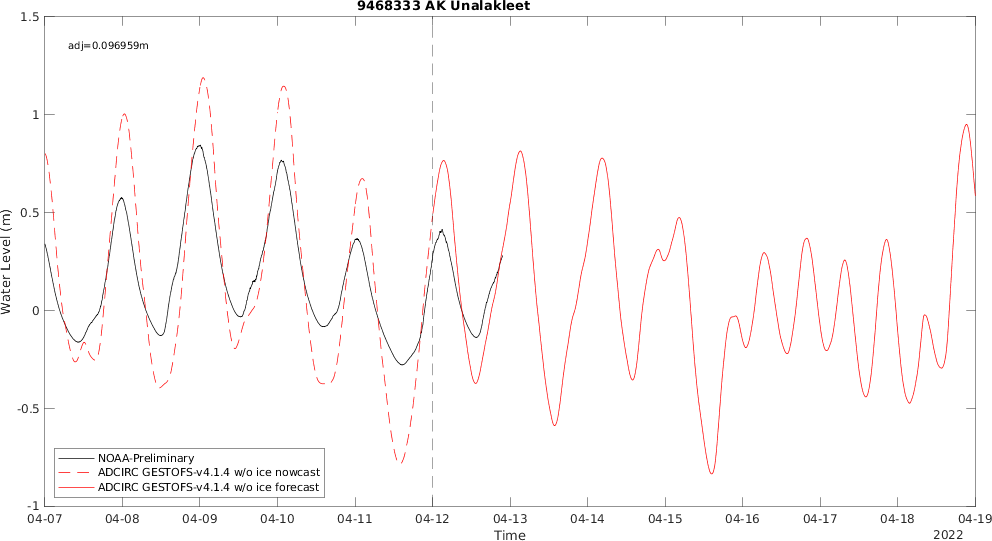 9468333 AK Unalakleet
adj=0.096959m
1.5
1
0.5
0
-0.5
-1
Water Level (m)
NOAA-Preliminary
ADCIRC GESTOFS-v4.1.4 w/o ice nowcast
ADCIRC GESTOFS-v4.1.4 w/o ice forecast
04-07 04-08 04-09 04-10 04-11 04-12 04-13 04-14 04-15 04-16 04-17 04-18 04-19
Time
2022